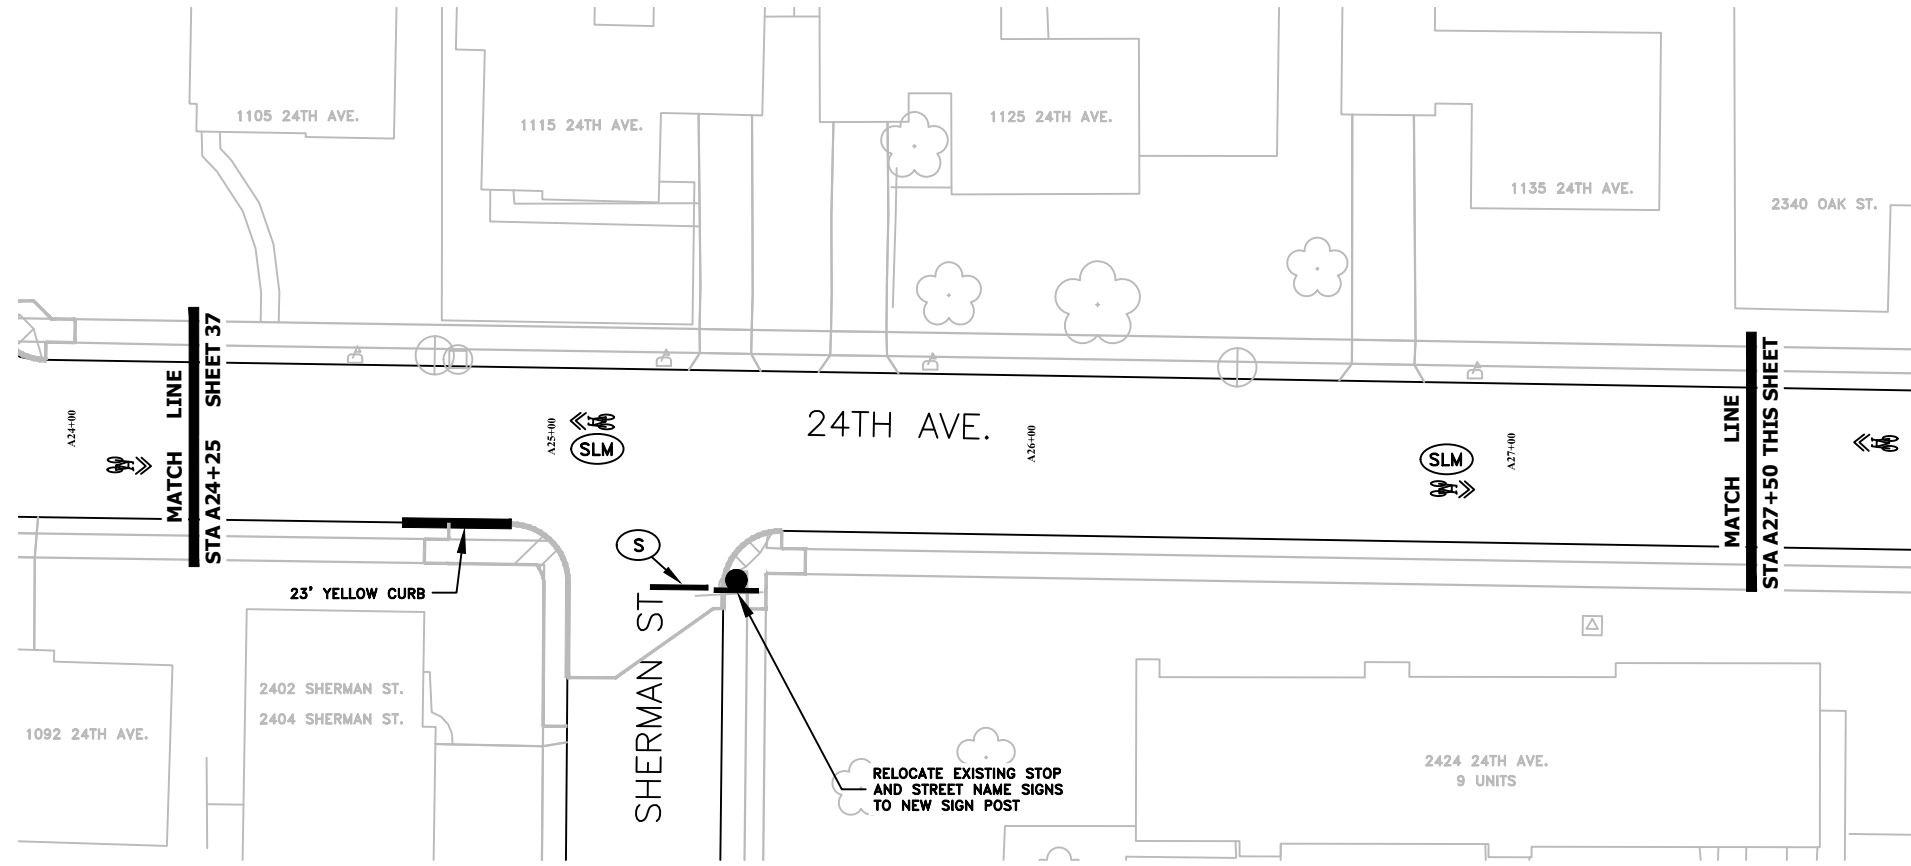 1105 24TH AVE.
1115 24TH AVE.
1125 24TH AVE.
1135 24TH AVE.
2340 OAK ST.
MATCH LINE
STA A24+25 SHEET 37
A24+00
A25+00
SLM
24TH AVE.
A26+00
SLM
A27+00
MATCH LINE
STA A27+50 THIS SHEET
S
23' YELLOW CURB
SHERMAN ST
2402 SHERMAN ST.
2404 SHERMAN ST.
1092 24TH AVE.
RELOCATE EXISTING STOP
AND STREET NAME SIGNS
TO NEW SIGN POST
2424 24TH AVE.
9 UNITS